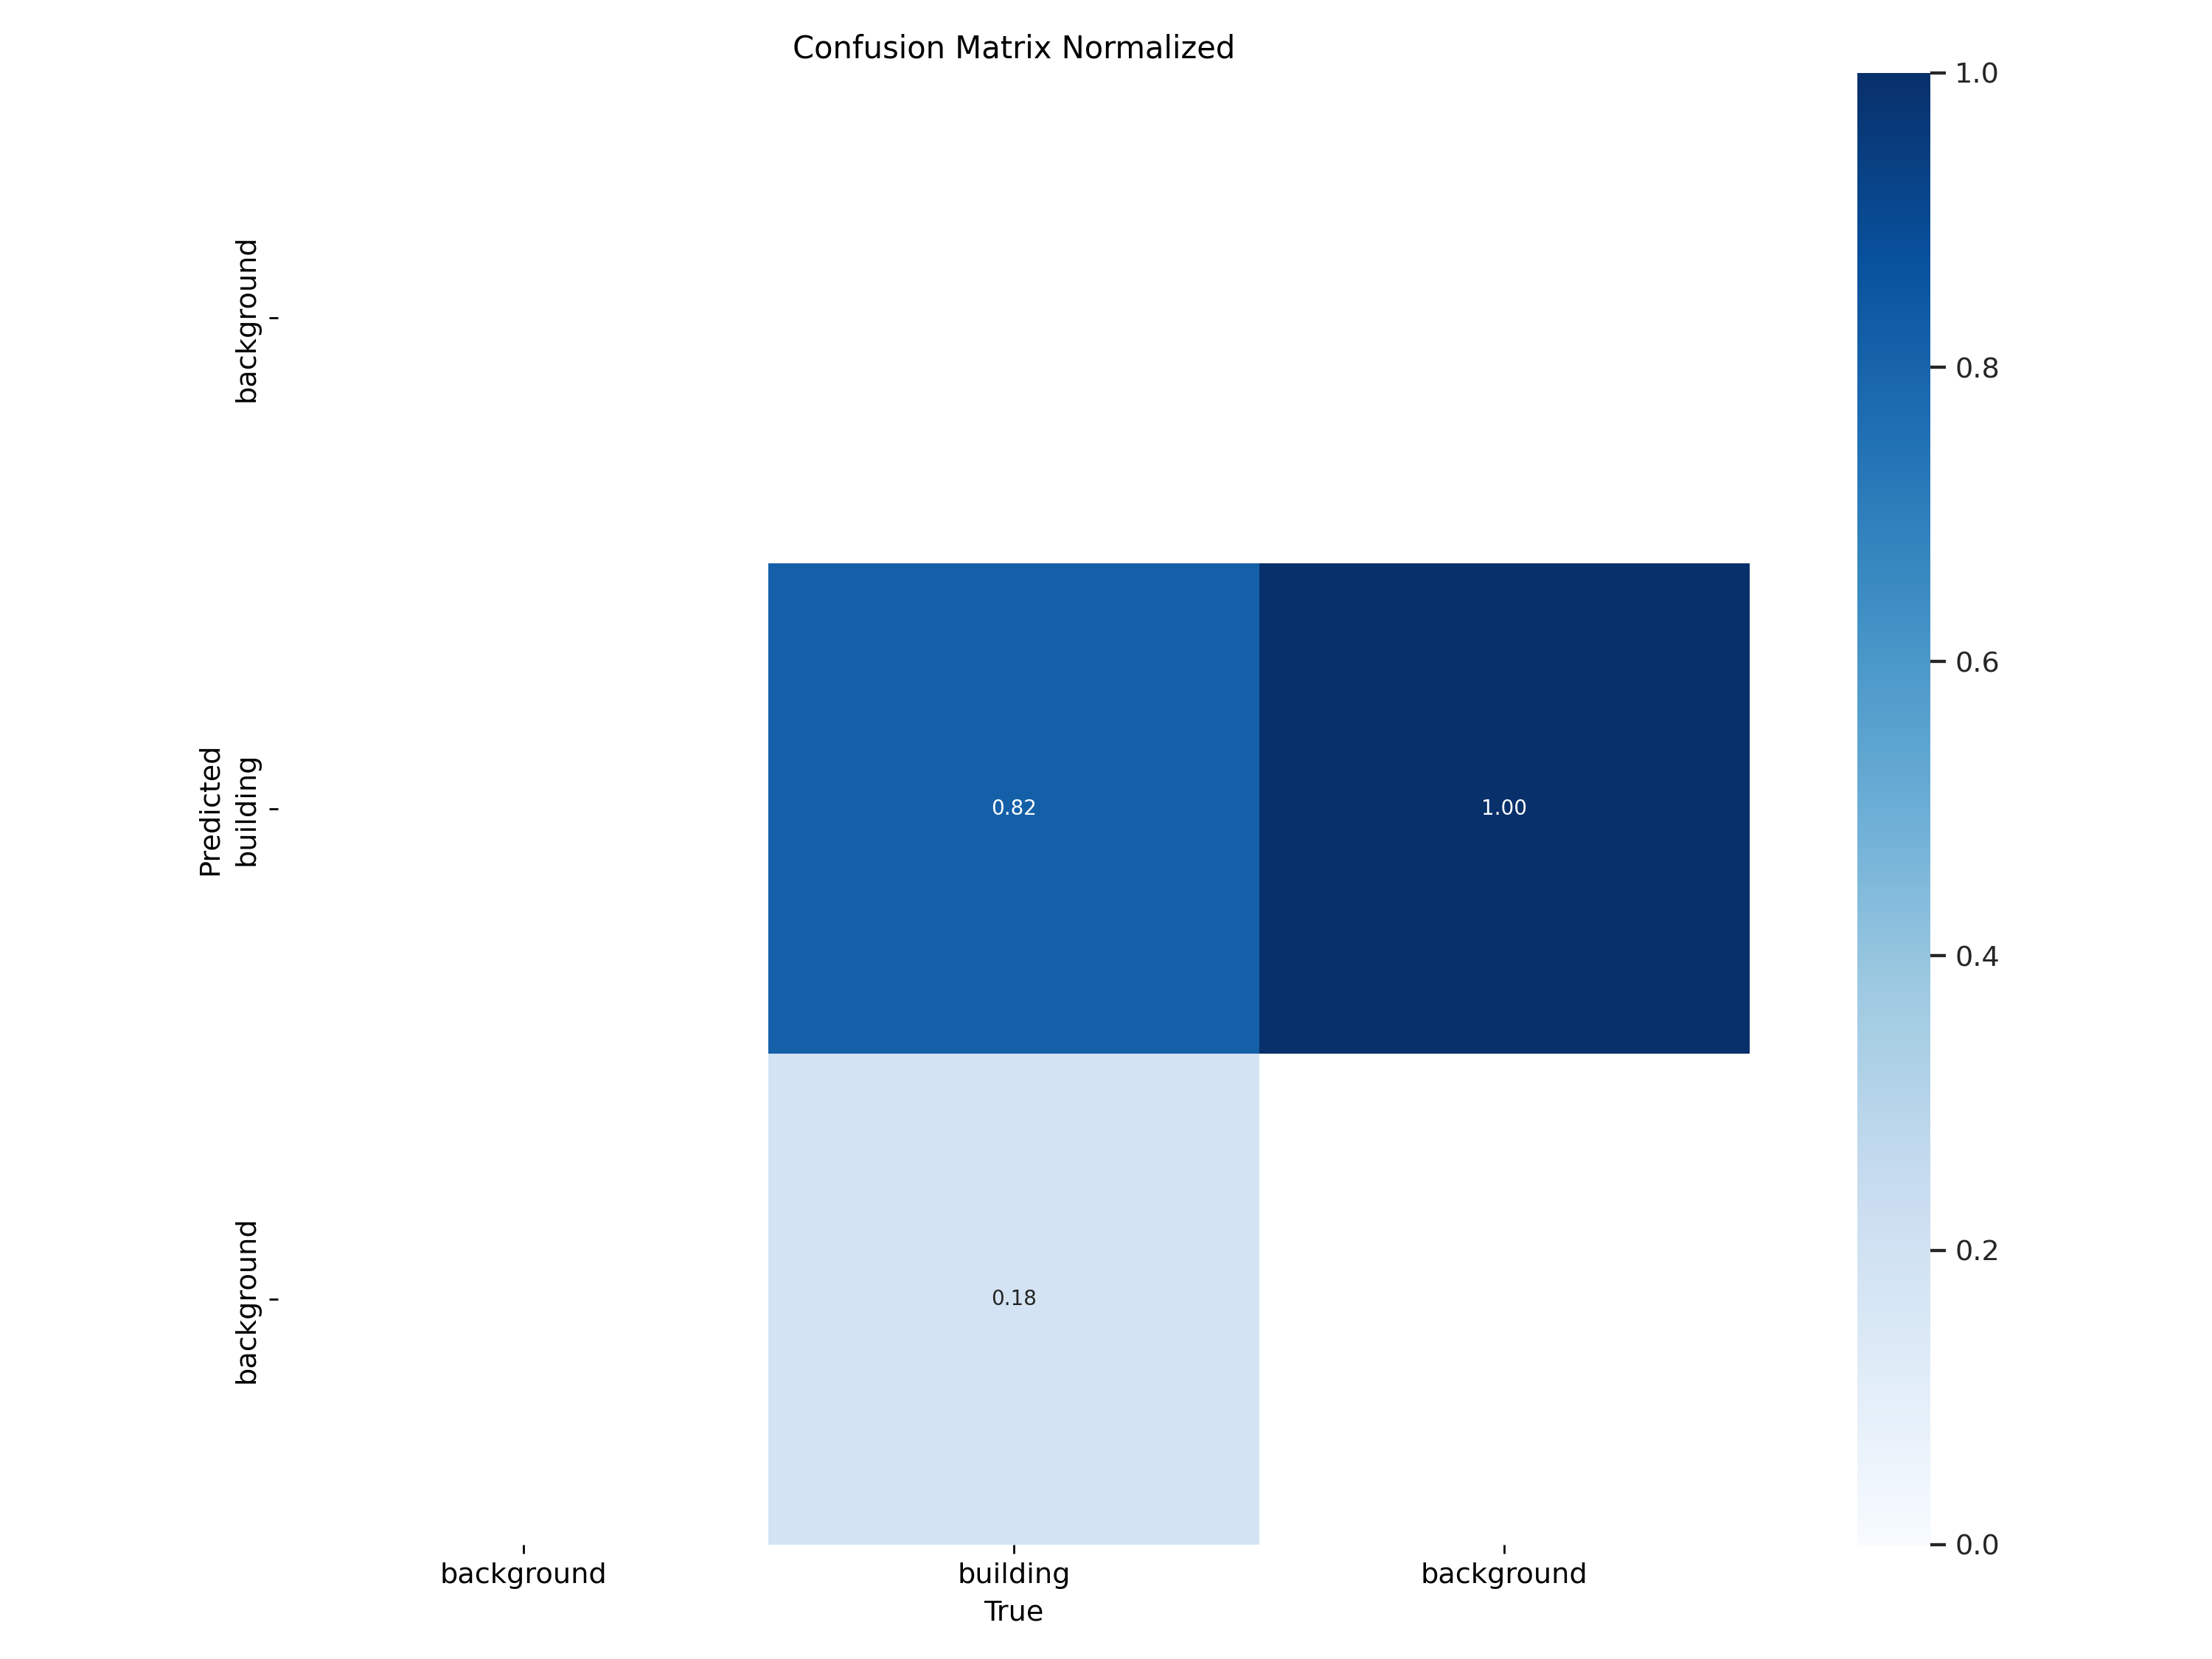 Confusion Matrix Normalized
1.0
0.8
0.6
0.4
0.2
0.0
Predicted
background
building
background
0.82
1.00
0.18
background
building
background
True